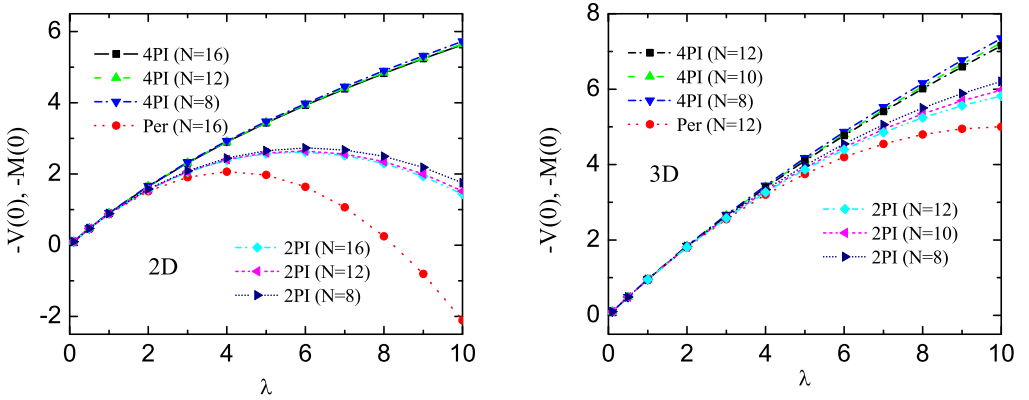 -V(0), -M(0)
6
4
2
0
-2
4PI (N=16)
4PI (N=12)
4PI (N=8)
Per (N=16)
2D
2PI (N=16)
2PI (N=12)
2PI (N=8)
0 2 4 6 8 10
λ
-V(0), -M(0)
8
6
4
2
0
4PI (N=12)
4PI (N=10)
4PI (N=8)
Per (N=12)
3D
2PI (N=12)
2PI (N=10)
2PI (N=8)
0 2 4 6 8 10
λ